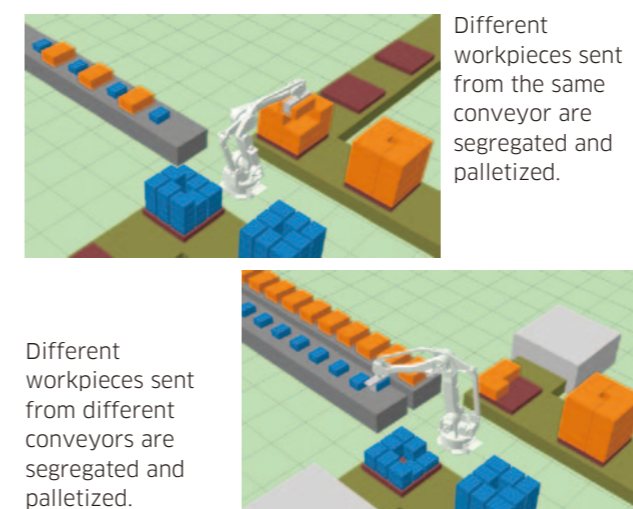 Different
workpieces sent
from the same
conveyor are
segregated and
palletized.
Different
workpieces sent
from different
conveyors are
segregated and
palletized.